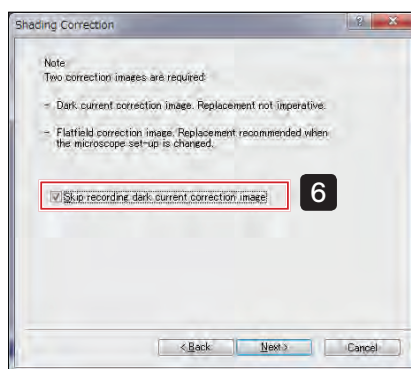 Shading Correction
Note
Two correction images are required:
- Dark current correction image. Replacement not imperative.
- Flatfield correction image. Replacement recommended when
the microscope set-up is changed.
Skip recording dark current correction image
6
< Back
Next >
Cancel